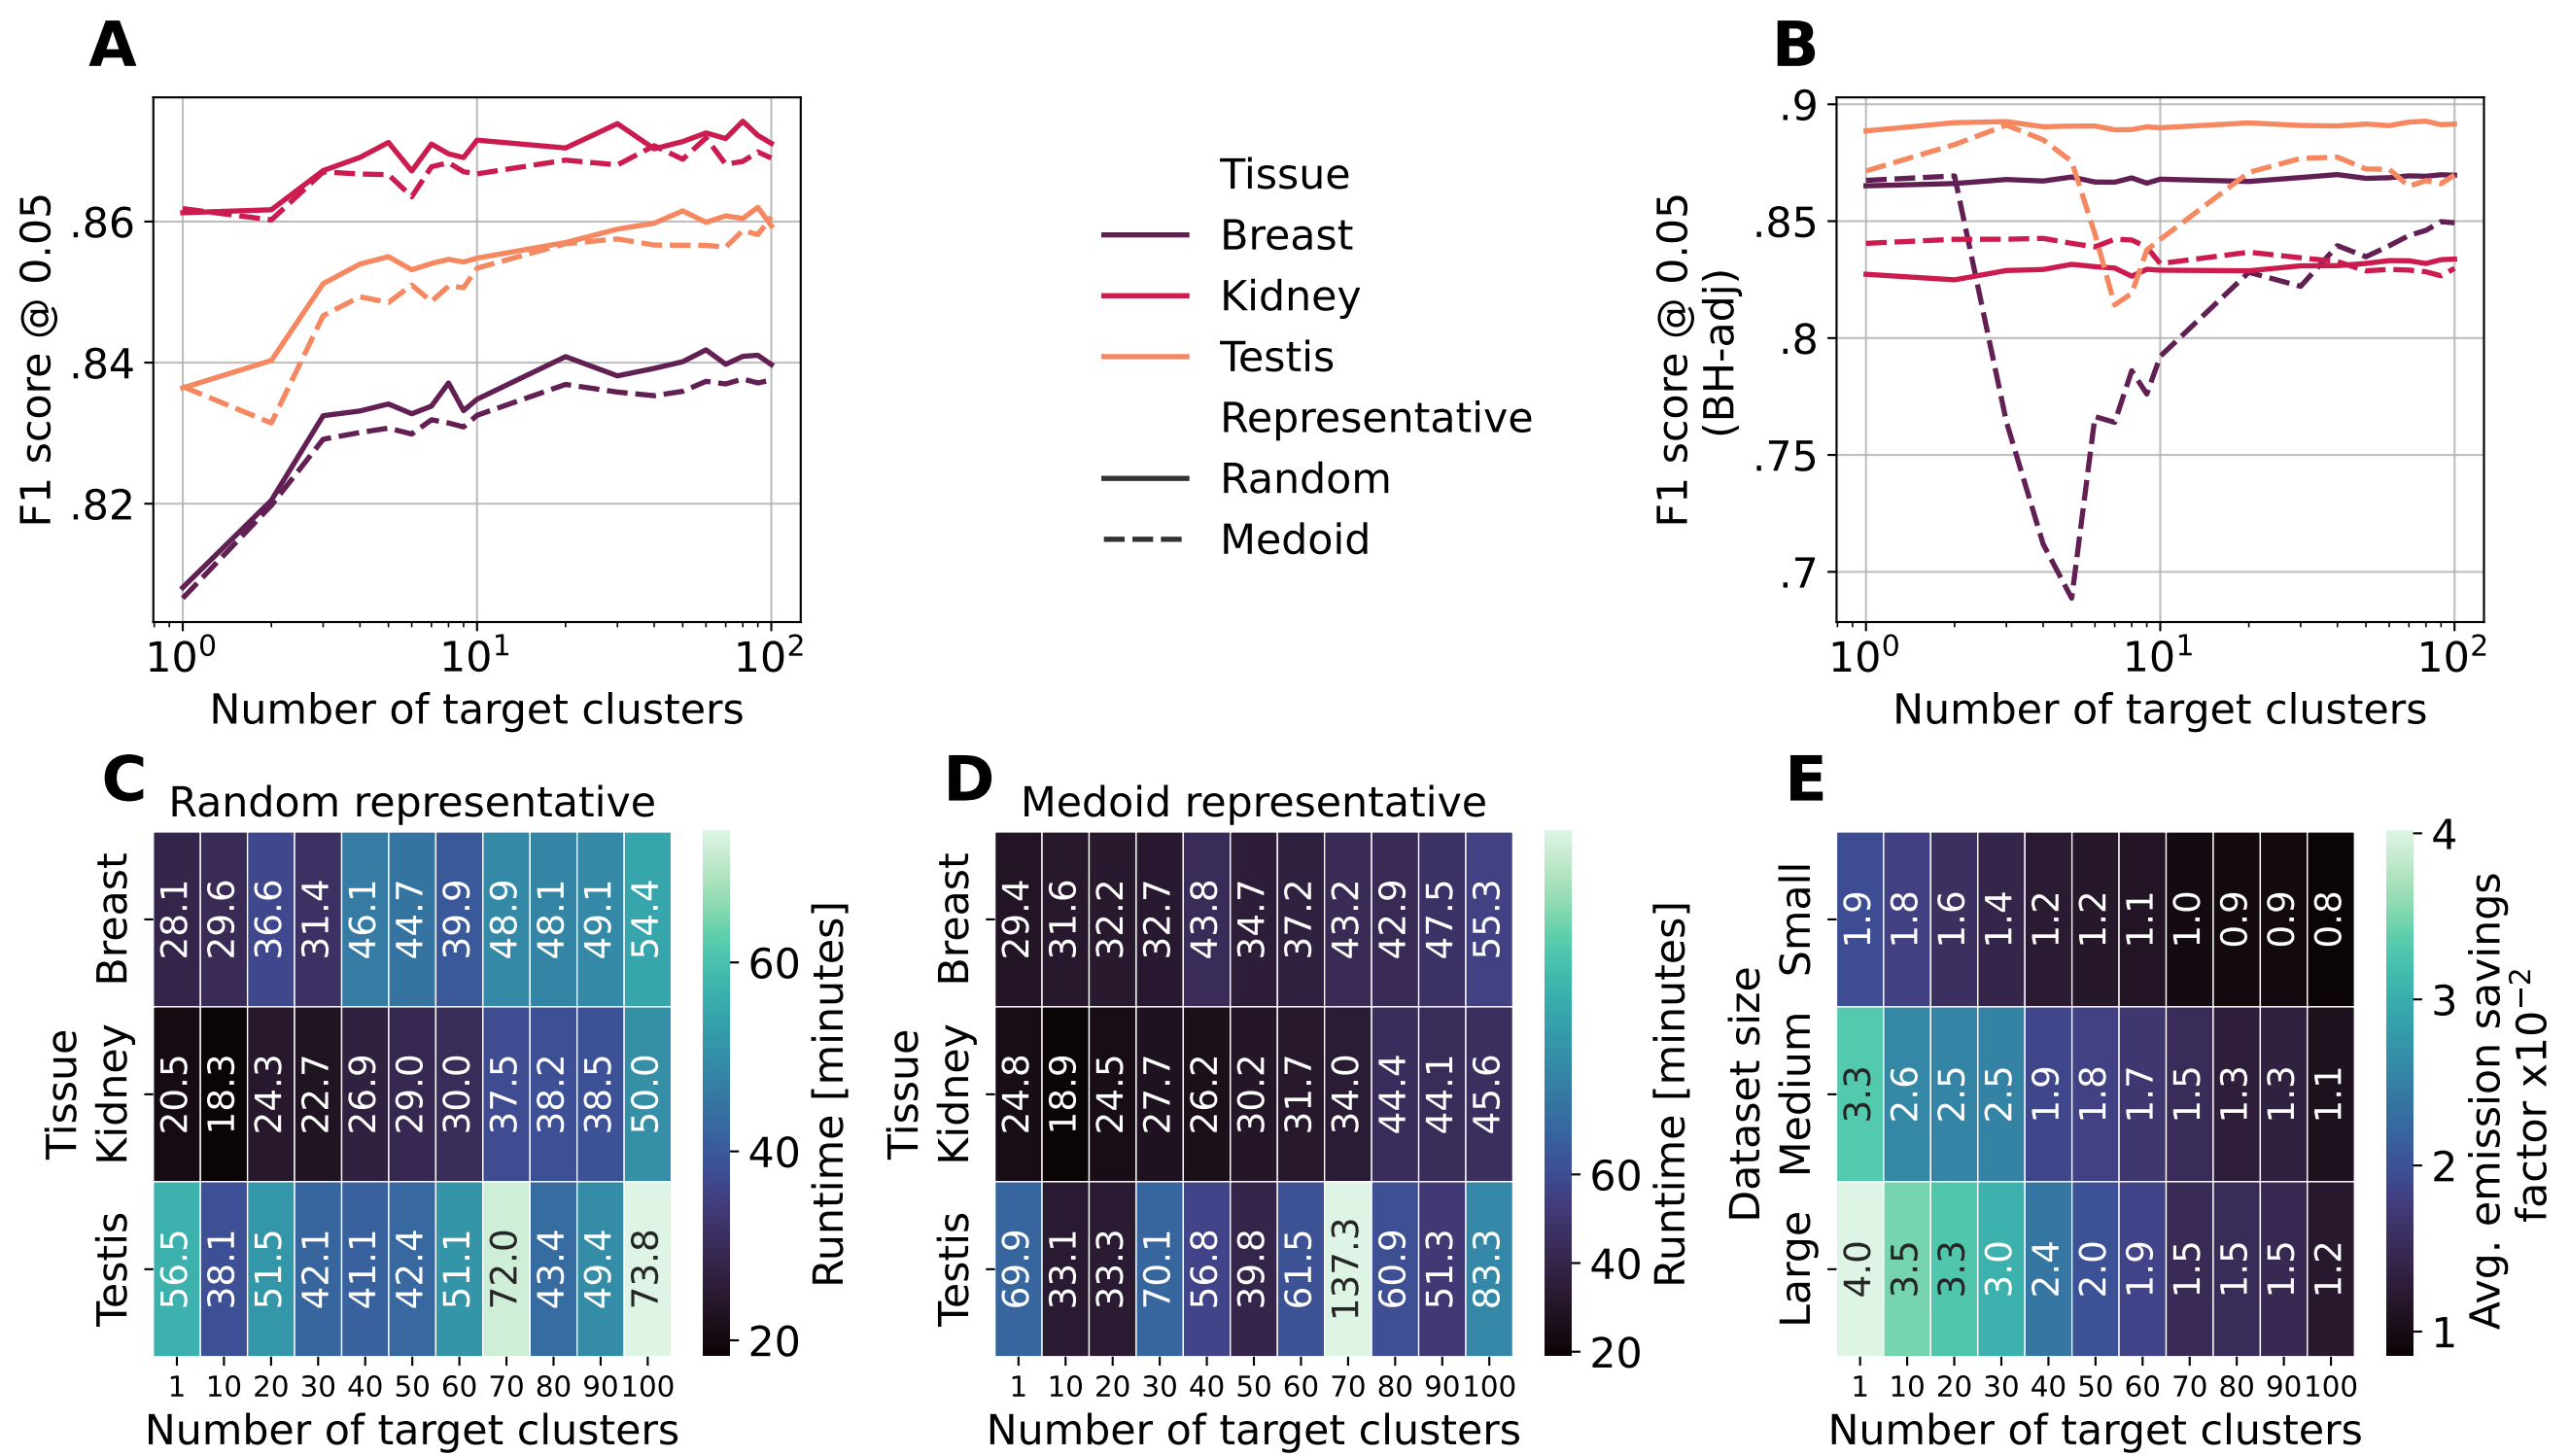 A
F1 score @ 0.05
.86
.84
.82
10⁰ 10¹ 10²
Number of target clusters
Tissue
Breast
Kidney
Testis
Representative
Random
Medoid
B
F1 score @ 0.05
(BH-adj)
.9
.85
.8
.75
.7
10⁰ 10¹ 10²
Number of target clusters
C
Random representative
Tissue
Breast
28.1 29.6 36.6 31.4 46.1 44.7 39.9 48.9 48.1 49.1 54.4
Kidney
20.5 18.3 24.3 22.7 26.9 29.0 30.0 37.5 38.2 38.5 50.0
Testis
56.5 38.1 51.5 42.1 41.1 42.4 51.1 72.0 43.4 49.4 73.8
1 10 20 30 40 50 60 70 80 90 100
Number of target clusters
60
40
20
Runtime [minutes]
D
Medoid representative
Tissue
Breast
29.4 31.6 32.2 32.7 43.8 34.7 37.2 43.2 42.9 47.5 55.3
Kidney
24.8 18.9 24.5 27.7 26.2 30.2 31.7 34.0 44.4 44.1 45.6
Testis
69.9 33.1 33.3 70.1 56.8 39.8 61.5 137.3 60.9 51.3 83.3
1 10 20 30 40 50 60 70 80 90 100
Number of target clusters
60
40
20
Runtime [minutes]
E
Dataset size
Small
1.9 1.8 1.6 1.4 1.2 1.2 1.1 1.0 0.9 0.9 0.8
Medium
3.3 2.6 2.5 2.5 1.9 1.8 1.7 1.5 1.3 1.3 1.1
Large
4.0 3.5 3.3 3.0 2.4 2.0 1.9 1.5 1.5 1.5 1.2
1 10 20 30 40 50 60 70 80 90 100
Number of target clusters
4
3
2
1
Avg. emission savings
factor x10⁻²